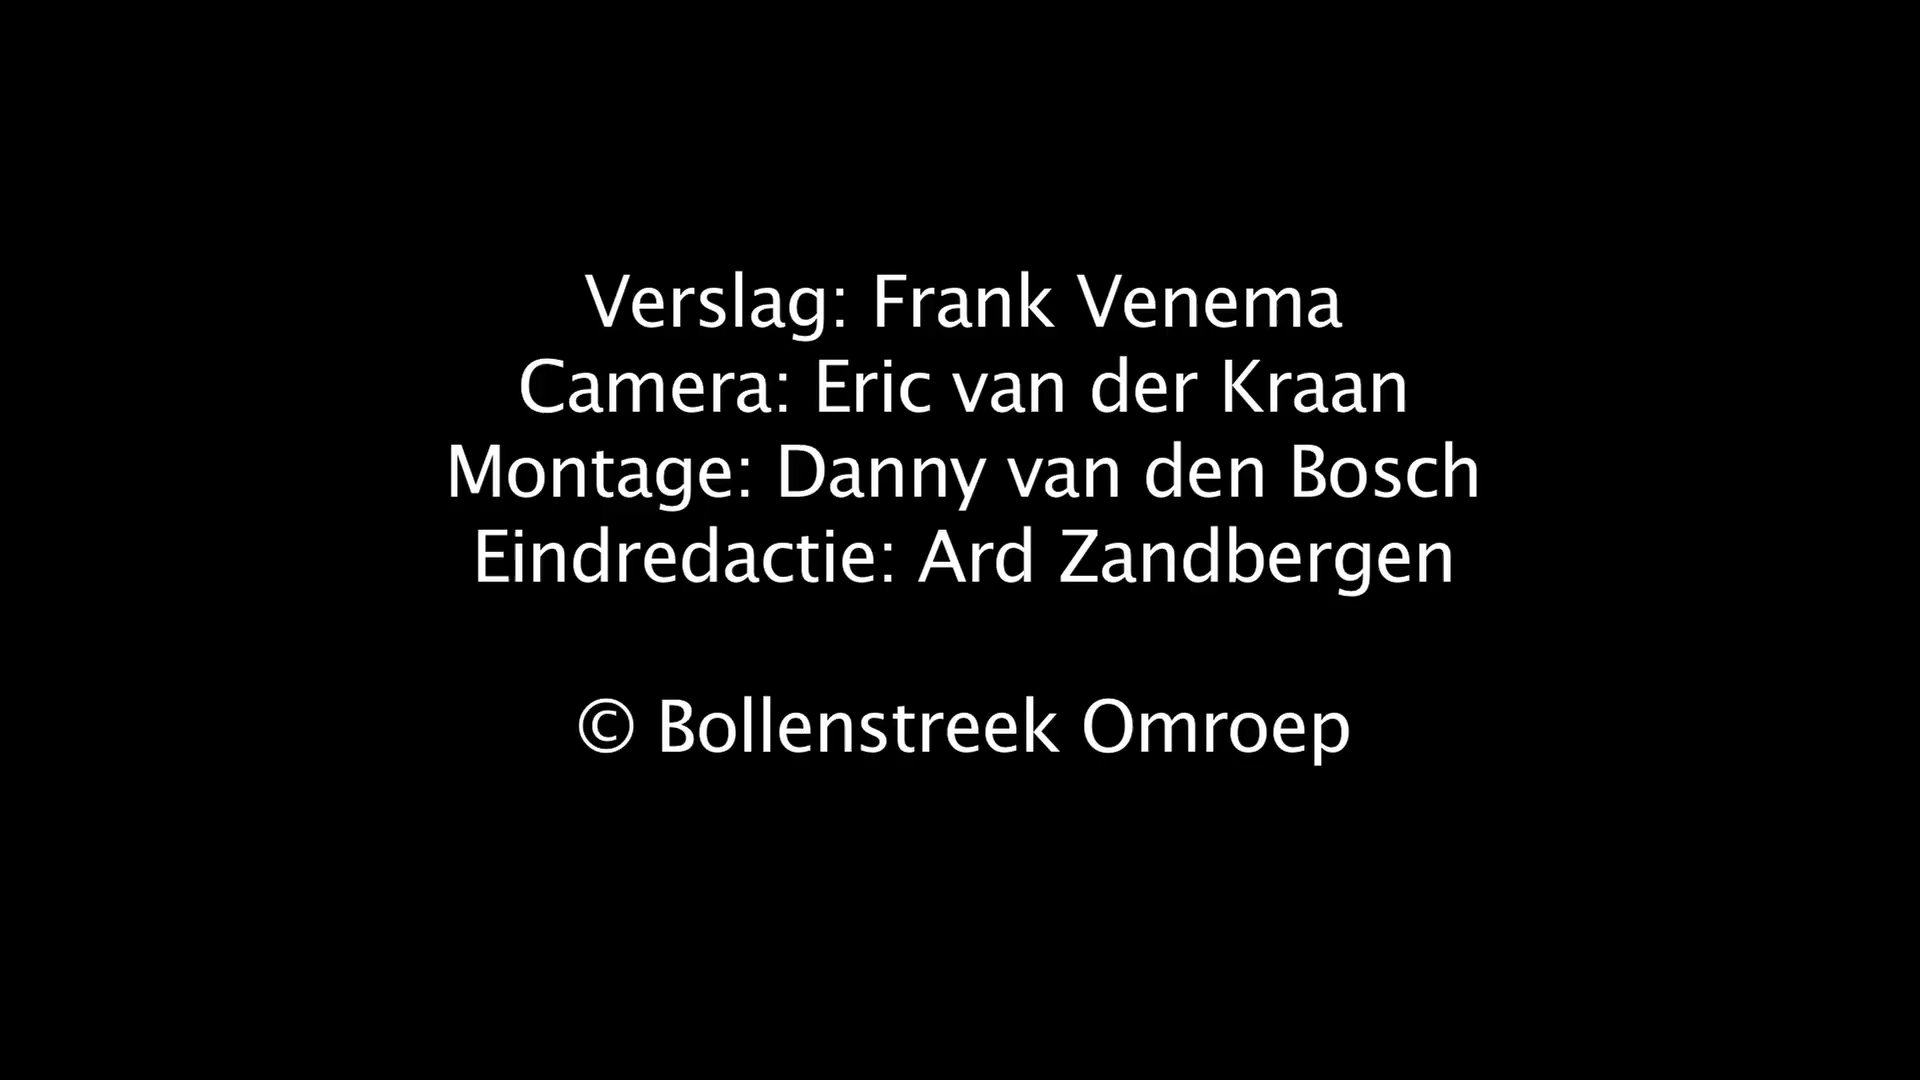 Verslag: Frank Venema
Camera: Eric van der Kraan
Montage: Danny van den Bosch
Eindredactie: Ard Zandbergen
© Bollenstreek Omroep